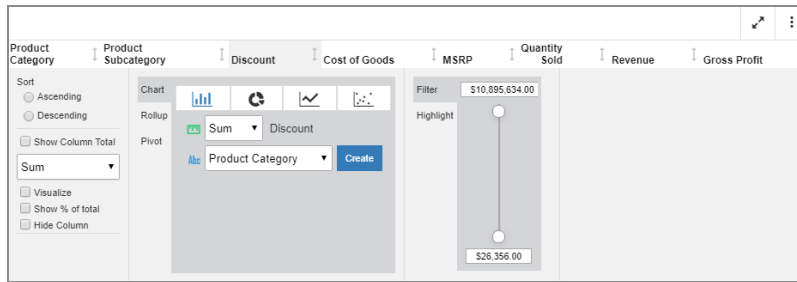 Product Category
Product Subcategory
Discount
Cost of Goods
MSRP
Quantity Sold
Revenue
Gross Profit
Sort
Ascending
Descending
Show Column Total
Sum
Visualize
Show % of total
Hide Column
Chart
Rollup
Pivot
Sum Discount
Abc Product Category Create
Filter
Highlight
$10,895,634.00
$26,356.00